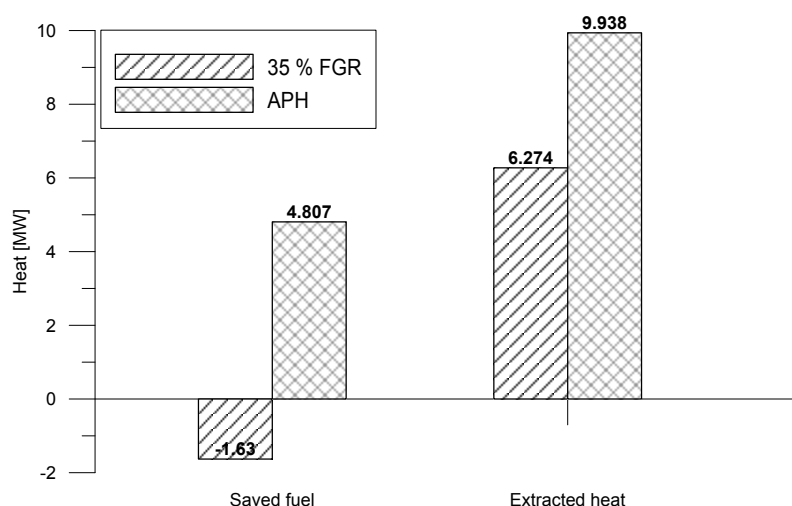 10
8
6
4
2
0
-2
Heat [MW]
35 % FGR
APH
-1.63
4.807
6.274
9.938
Saved fuel
Extracted heat